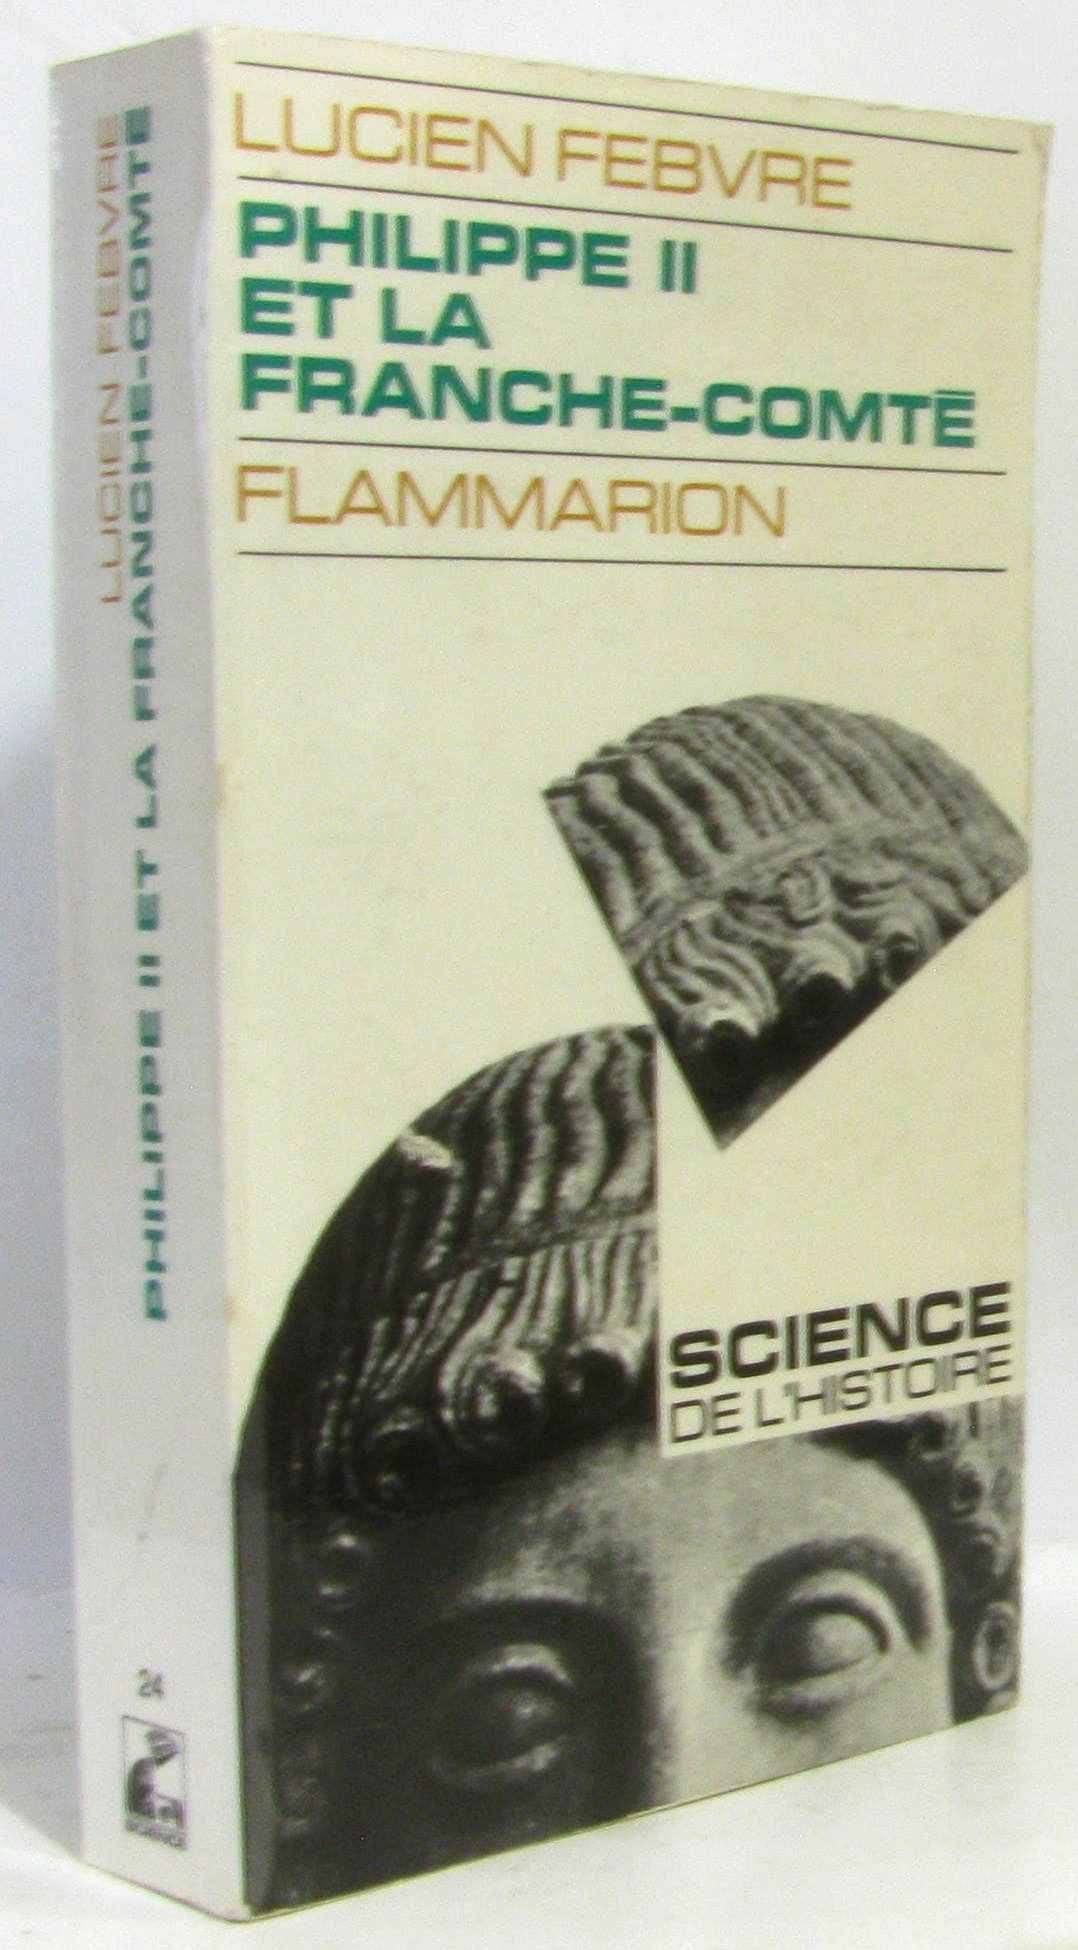 LUCIEN FEBVRE
PHILIPPE II ET LA FRANCHE-COMTÉ
24
SCIENCE
LUCIEN FEBVRE
PHILIPPE II
ET LA
FRANCHE-COMTÉ
FLAMMARION
SCIENCE
DE L'HISTOIRE